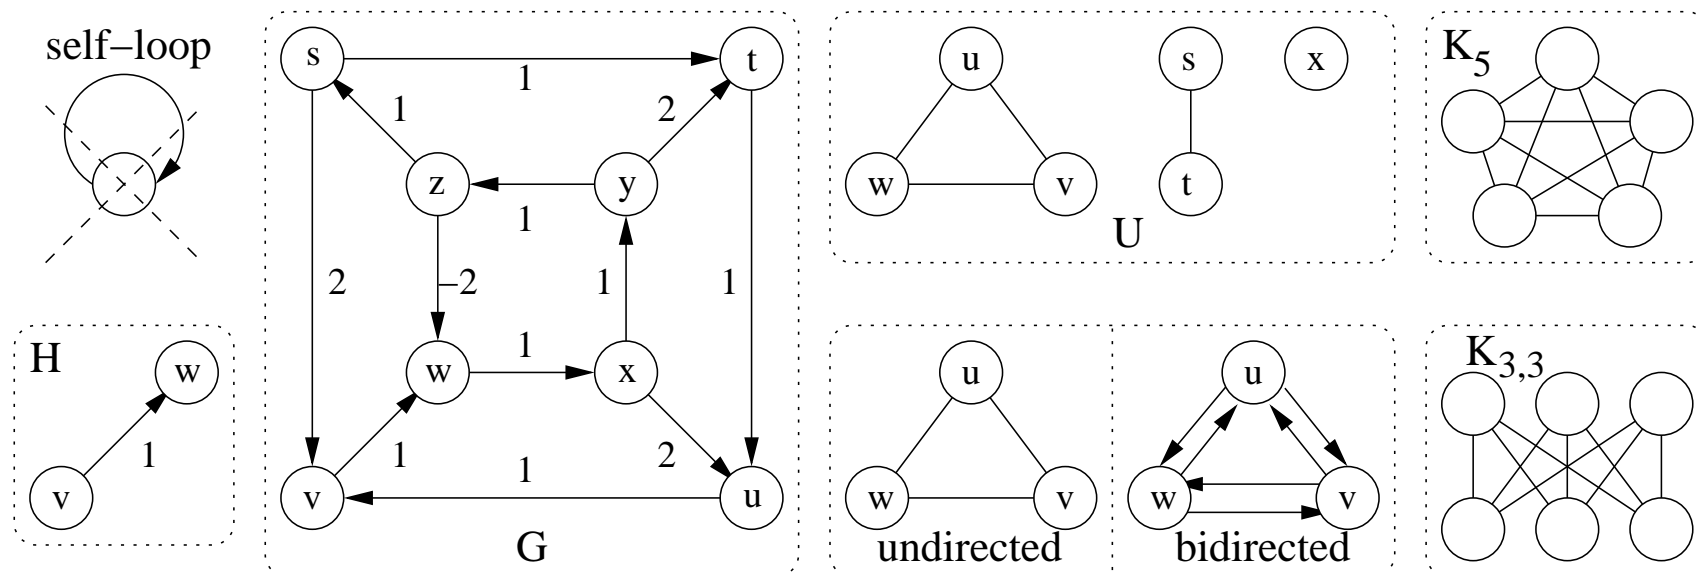 self–loop
H
w
1
v
s
t
1
1
2
z
y
1
2
–2
1
1
w
1
x
1
2
1
v
u
G
u
s
x
w
v
t
U
u
w
v
undirected
u
w
v
bidirected
K5
K3,3